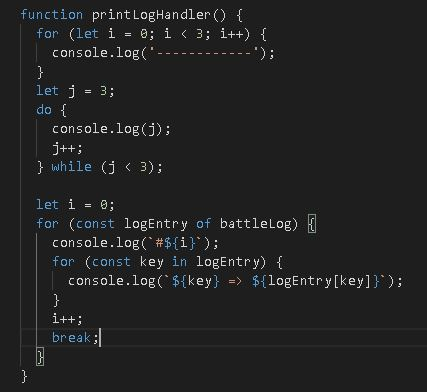 function printLogHandler() {
  for (let i = 0; i < 3; i++) {
    console.log('------------');
  }
  let j = 3;
  do {
    console.log(j);
    j++;
  } while (j < 3);

  let i = 0;
  for (const logEntry of battleLog) {
    console.log(`#${i}`);
    for (const key in logEntry) {
      console.log(`${key} => ${logEntry[key]}`);
    }
    i++;
    break;
  }
}